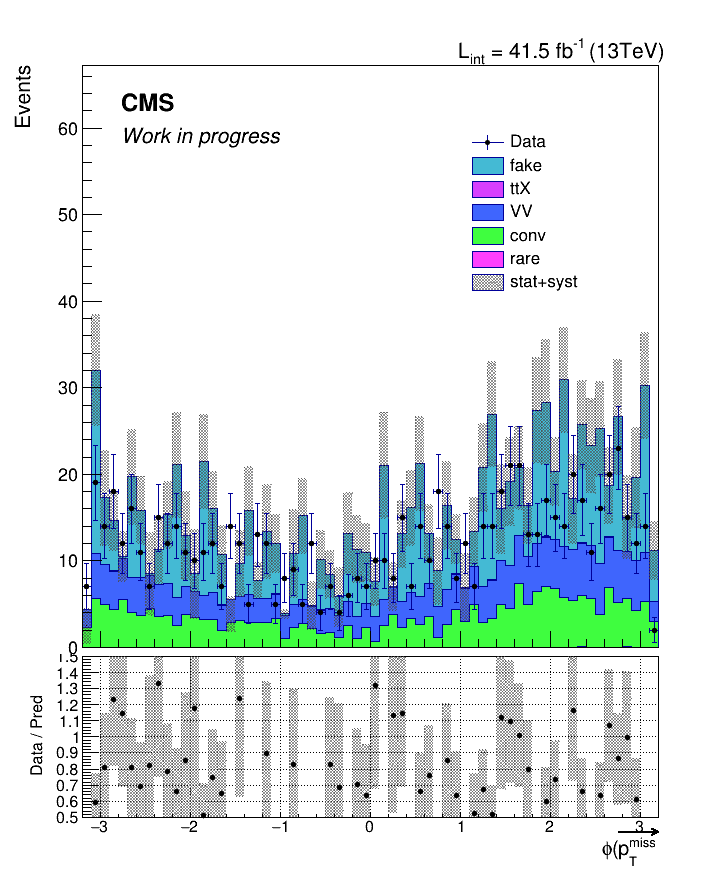 L_int = 41.5 fb^-1 (13TeV)
Events
CMS
Work in progress
Data
fake
ttX
VV
conv
rare
stat+syst
60
50
40
30
20
10
0
Data / Pred
1.5
1.4
1.3
1.2
1.1
1
0.9
0.8
0.7
0.6
0.5
−3 −2 −1 0 1 2 3
ϕ(p_T^miss